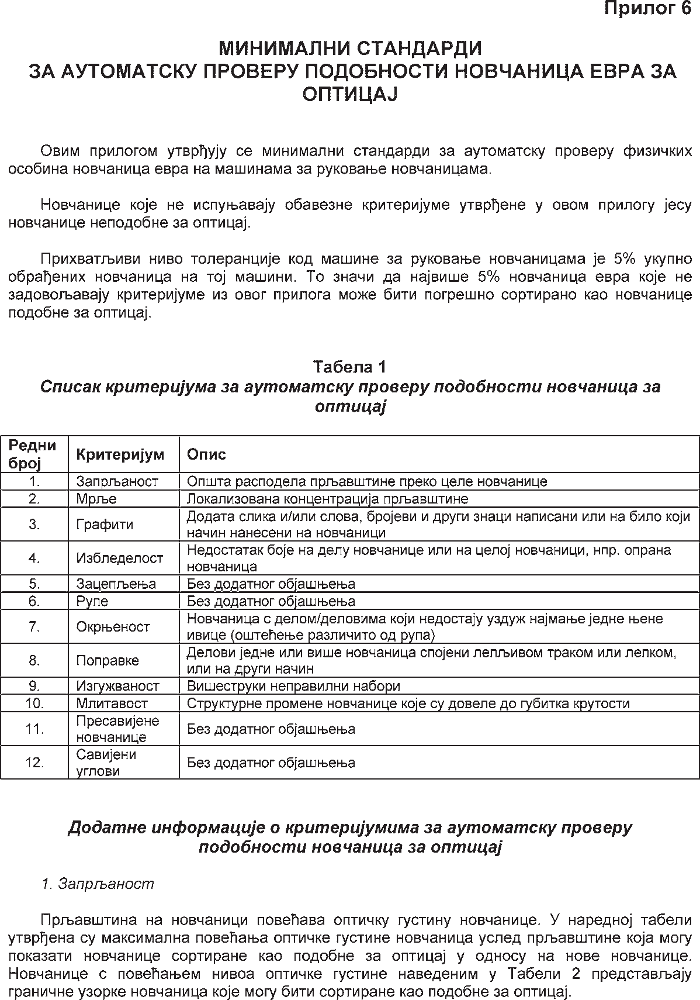 Прилог 6
МИНИМАЛНИ СТАНДАРДИ
ЗА АУТОМАТСКУ ПРОВЕРУ ПОДОБНОСТИ НОВЧАНИЦА ЕВРА ЗА
ОПТИЦАЈ
Овим прилогом утврђују се минимални стандарди за аутоматску проверу физичких
особина новчаница евра на машинама за руковање новчаницама.
Новчанице које не испуњавају обавезне критеријуме утврђене у овом прилогу јесу
новчанице неподобне за оптицај.
Прихватљиви ниво толеранције код машине за руковање новчаницама је 5% укупно
обрађених новчаница на тој машини. То значи да највише 5% новчаница евра које не
задовољавају критеријуме из овог прилога може бити погрешно сортирано као новчанице
подобне за оптицај.
Табела 1
Списак критеријума за аутоматску проверу подобности новчаница за
оптицај
Редни
број
Критеријум
Опис
1.
Запрљаност
Општа расподела прљавштине преко целе новчанице
2.
Мрље
Локализована концентрација прљавштине
3.
Графити
Додата слика и/или слова, бројеви и други знаци написани или на било који
начин нанесени на новчаници
4.
Избледелост
Недостатак боје на делу новчанице или на целој новчаници, нпр. опрана
новчаница
5.
Зацепљења
Без додатног објашњења
6.
Рупе
Без додатног објашњења
7.
Окрњеност
Новчаница с делом/деловима који недостају уздуж најмање једне њене
ивице (оштећење различито од рупа)
8.
Поправке
Делови једне или више новчаница спојени лепљивом траком или лепком,
или на други начин
9.
Изгужваност
Вишеструки неправилни набори
10.
Млитавост
Структурне промене новчанице које су довеле до губитка крутости
11.
Пресавијене
новчанице
Без додатног објашњења
12.
Савијени
углови
Без додатног објашњења
Додатне информације о критеријумима за аутоматску проверу
подобности новчаница за оптицај
1. Запрљаност
Прљавштина на новчаници повећава оптичку густину новчанице. У наредној табели
утврђена су максимална повећања оптичке густине новчаница услед прљавштине која могу
показати новчанице сортиране као подобне за оптицај у односу на нове новчанице.
Новчанице с повећањем нивоа оптичке густине наведеним у Табели 2 представљају
граничне узорке новчаница које могу бити сортиране као подобне за оптицај.